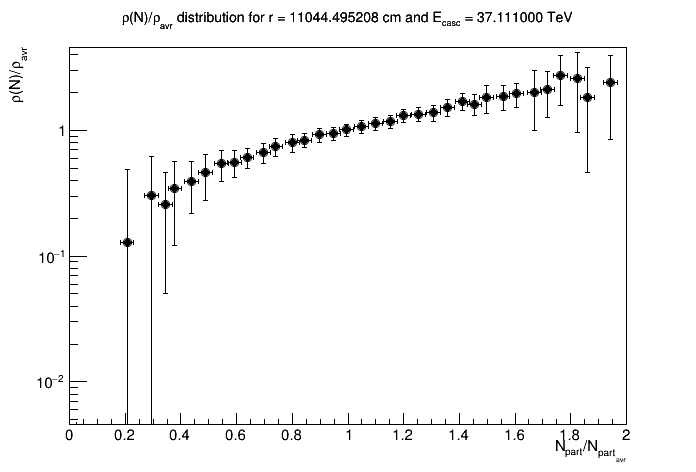 ρ(N)/ρavr distribution for r = 11044.495208 cm and Ecasc = 37.111000 TeV
ρ(N)/ρavr
1
10−1
10−2
0 0.2 0.4 0.6 0.8 1 1.2 1.4 1.6 1.8 2
Npart/Npartavr